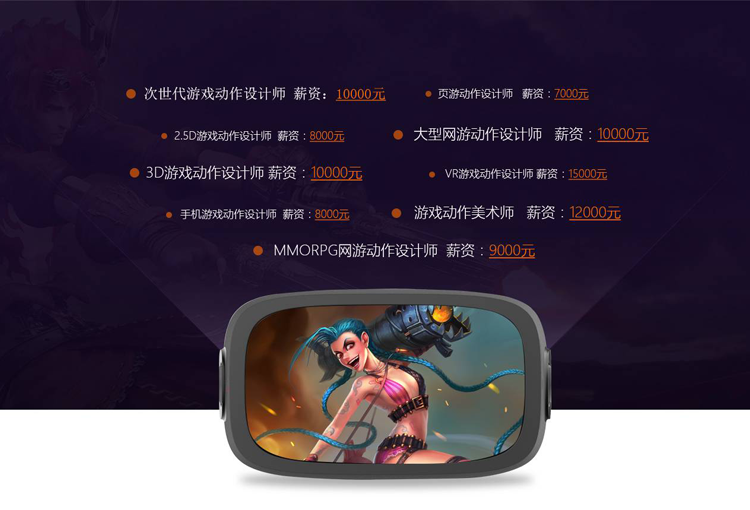 次世代游戏动作设计师 薪资：10000元
页游动作设计师 薪资：7000元
2.5D游戏动作设计师 薪资：8000元
大型网游动作设计师 薪资：10000元
3D游戏动作设计师 薪资：10000元
VR游戏动作设计师 薪资：15000元
手机游戏动作设计师 薪资：8000元
游戏动作美术师 薪资：12000元
MMORPG网游动作设计师 薪资：9000元